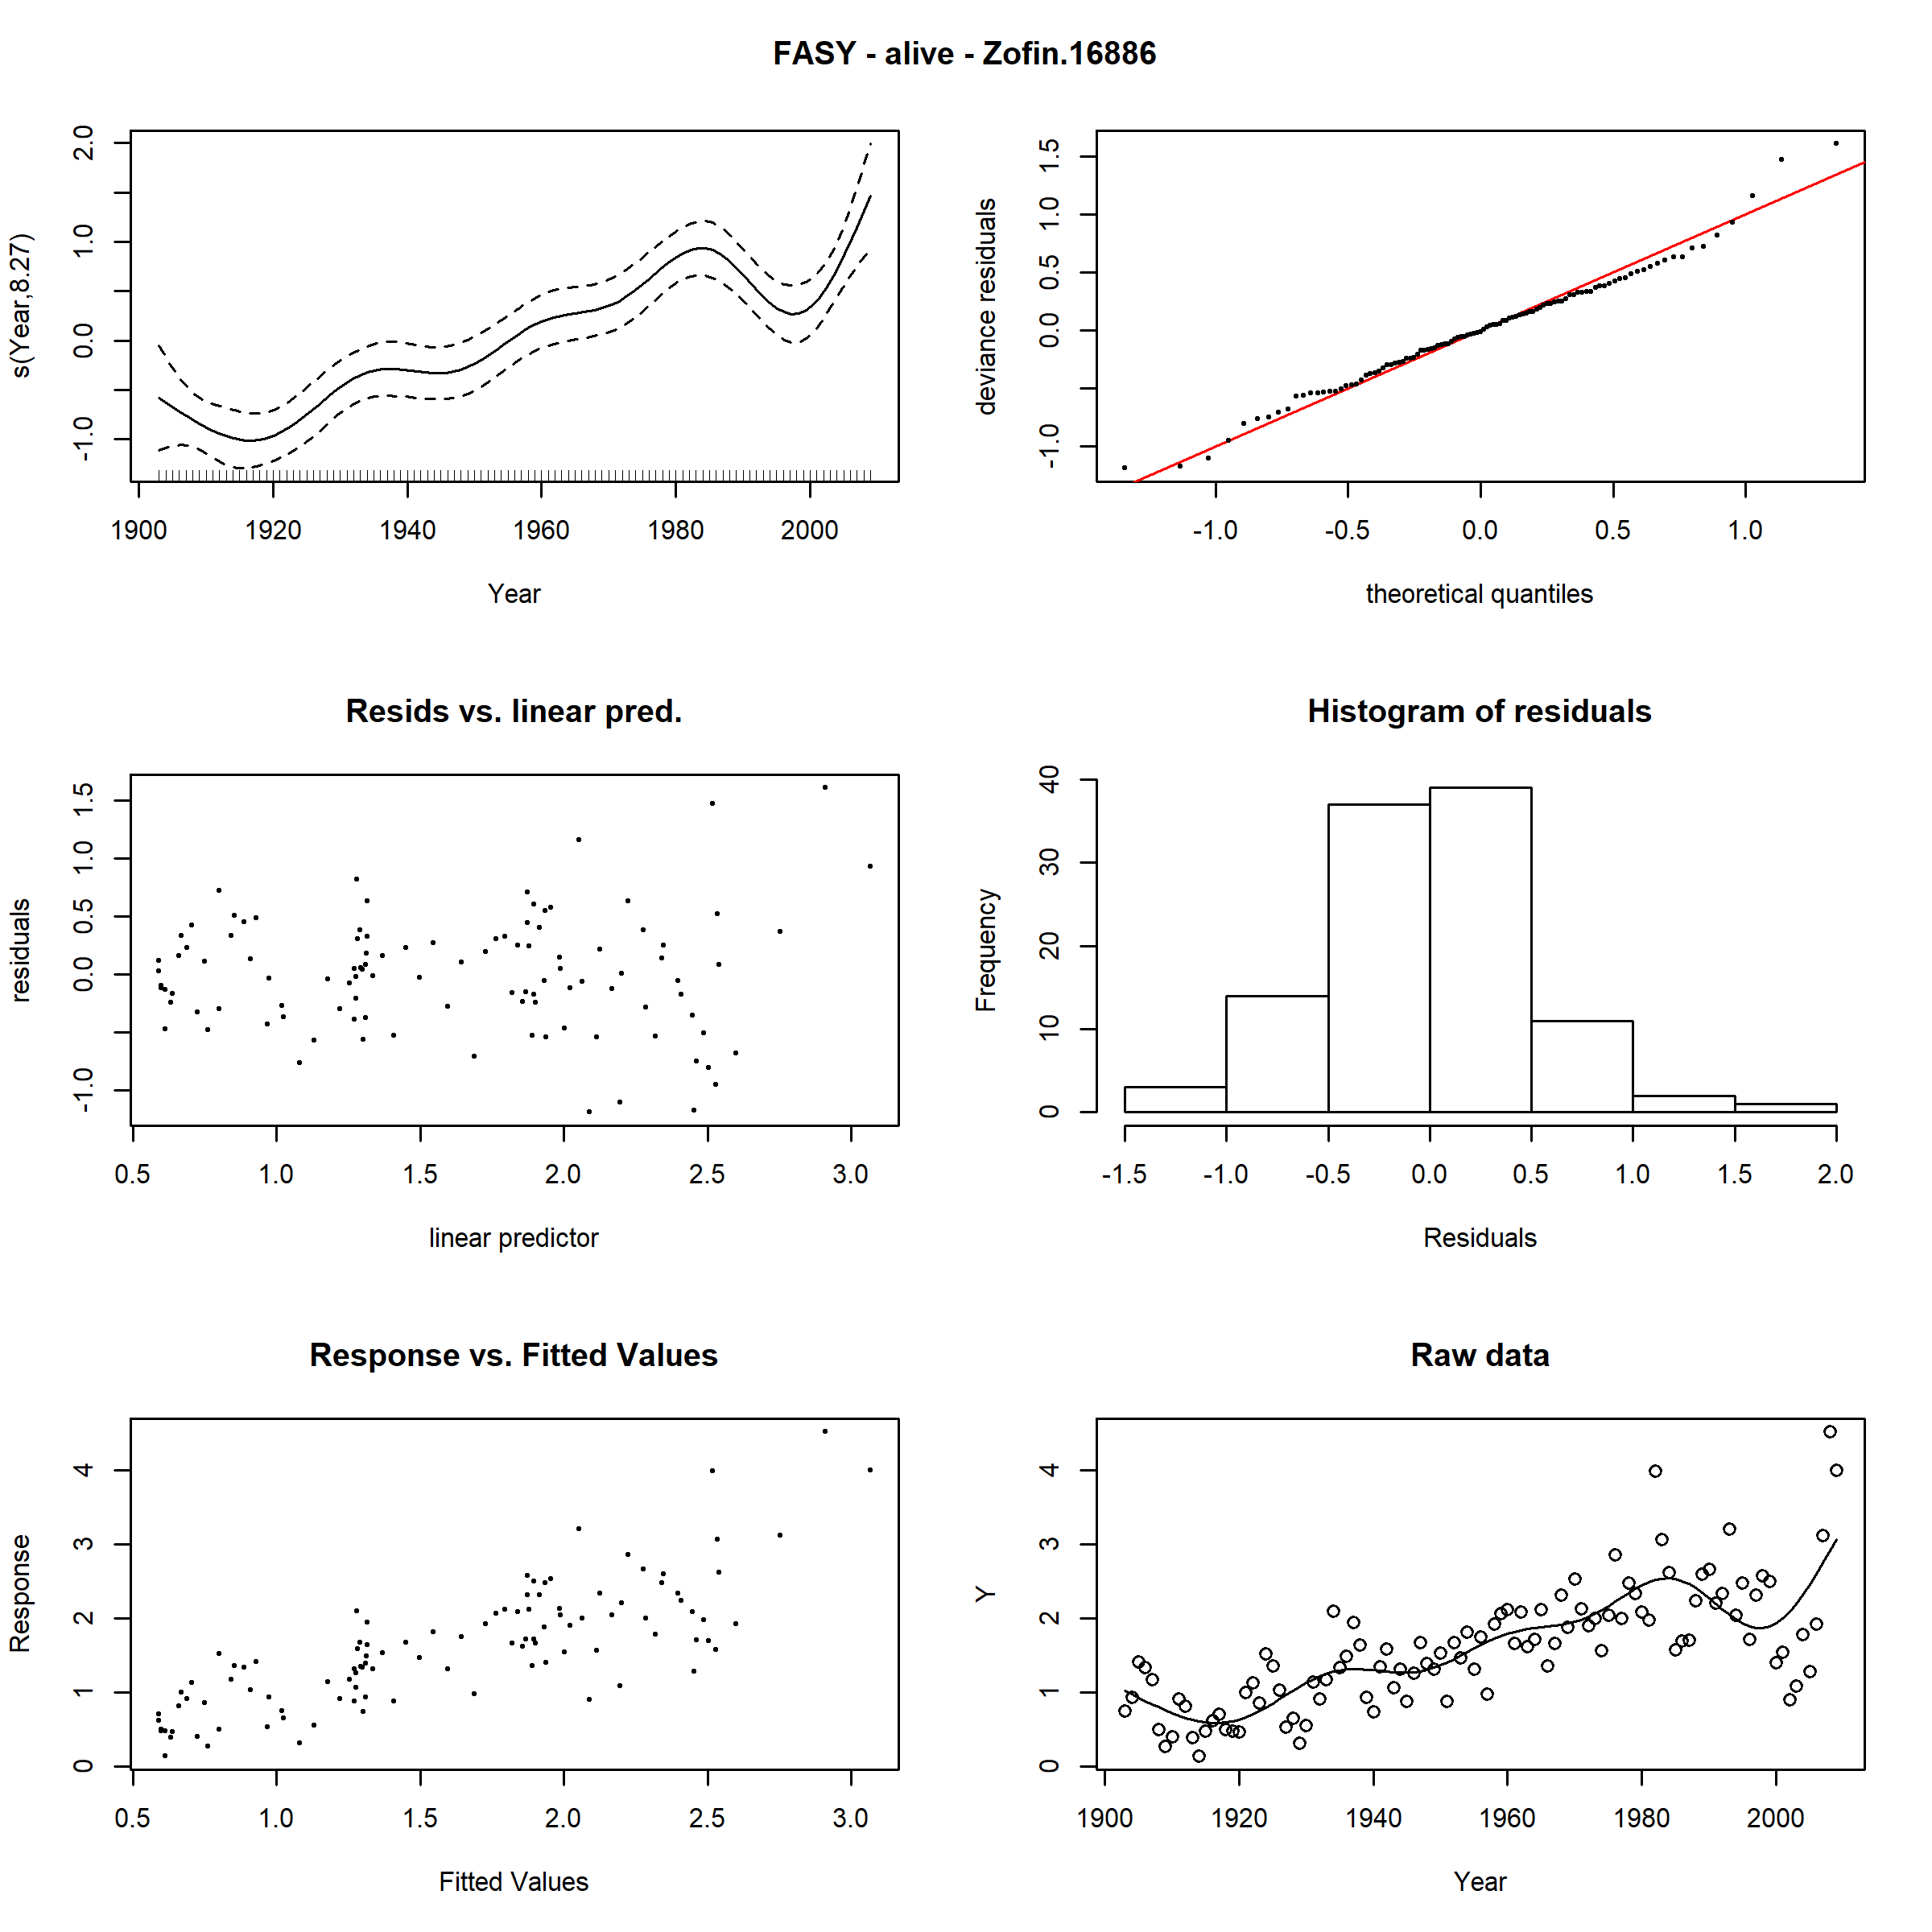 FASY - alive - Zofin.16886
s(Year,8.27)
-1.0 0.0 1.0 2.0
1900 1920 1940 1960 1980 2000
Year
deviance residuals
-1.0 0.0 0.5 1.0 1.5
-1.0 -0.5 0.0 0.5 1.0
theoretical quantiles
Resids vs. linear pred.
residuals
-1.0 0.0 0.5 1.0 1.5
0.5 1.0 1.5 2.0 2.5 3.0
linear predictor
Histogram of residuals
Frequency
0 10 20 30 40
-1.5 -1.0 -0.5 0.0 0.5 1.0 1.5 2.0
Residuals
Response vs. Fitted Values
Response
0 1 2 3 4
0.5 1.0 1.5 2.0 2.5 3.0
Fitted Values
Raw data
Y
0 1 2 3 4
1900 1920 1940 1960 1980 2000
Year